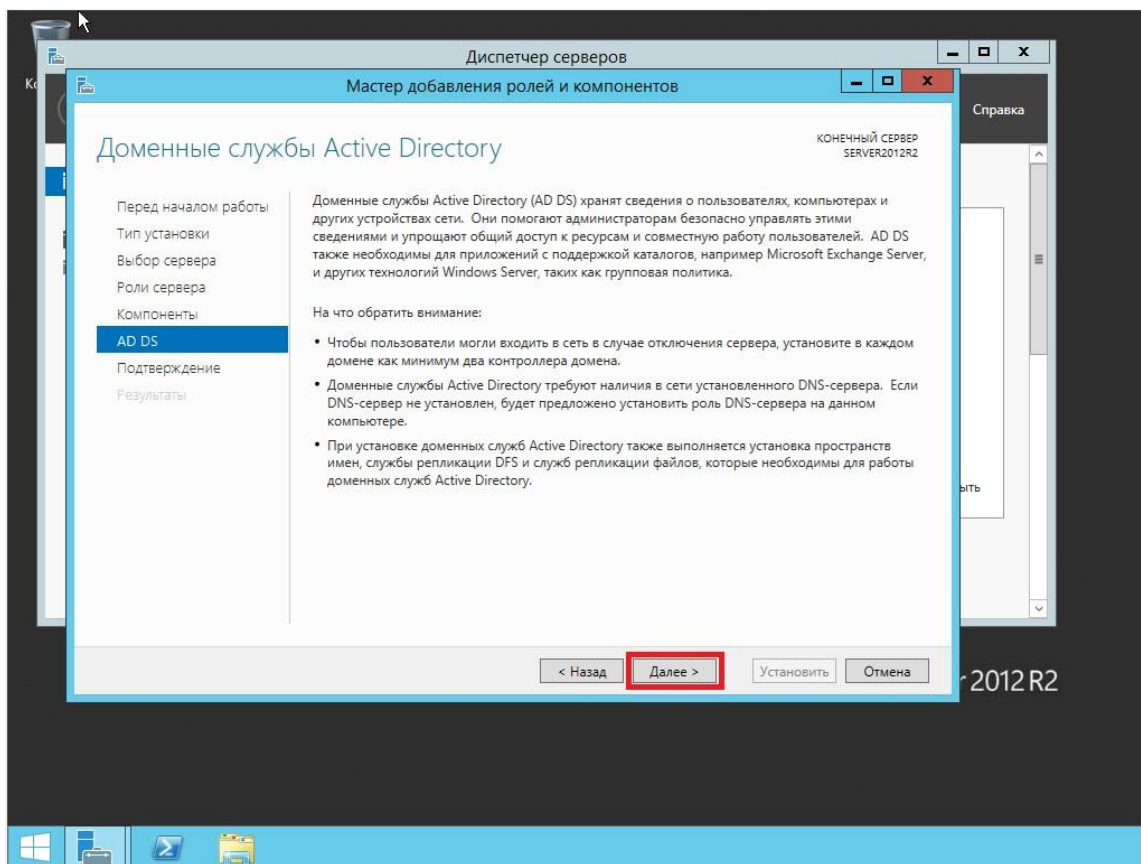 Диспетчер серверов
Мастер добавления ролей и компонентов
Справка
Доменные службы Active Directory
КОНЕЧНЫЙ СЕРВЕР
SERVER2012R2
Перед началом работы
Тип установки
Выбор сервера
Роли сервера
Компоненты
AD DS
Подтверждение
Результаты
Доменные службы Active Directory (AD DS) хранят сведения о пользователях, компьютерах и
других устройствах сети. Они помогают администраторам безопасно управлять этими
сведениями и упрощают общий доступ к ресурсам и совместную работу пользователей. AD DS
также необходимы для приложений с поддержкой каталогов, например Microsoft Exchange Server,
и других технологий Windows Server, таких как групповая политика.
На что обратить внимание:
• Чтобы пользователи могли входить в сеть в случае отключения сервера, установите в каждом
домене как минимум два контроллера домена.
• Доменные службы Active Directory требуют наличия в сети установленного DNS-сервера. Если
DNS-сервер не установлен, будет предложено установить роль DNS-сервера на данном
компьютере.
• При установке доменных служб Active Directory также выполняется установка пространств
имен, службы репликации DFS и служб репликации файлов, которые необходимы для работы
доменных служб Active Directory.
ыть
< Назад
Далее >
Установить
Отмена
2012 R2